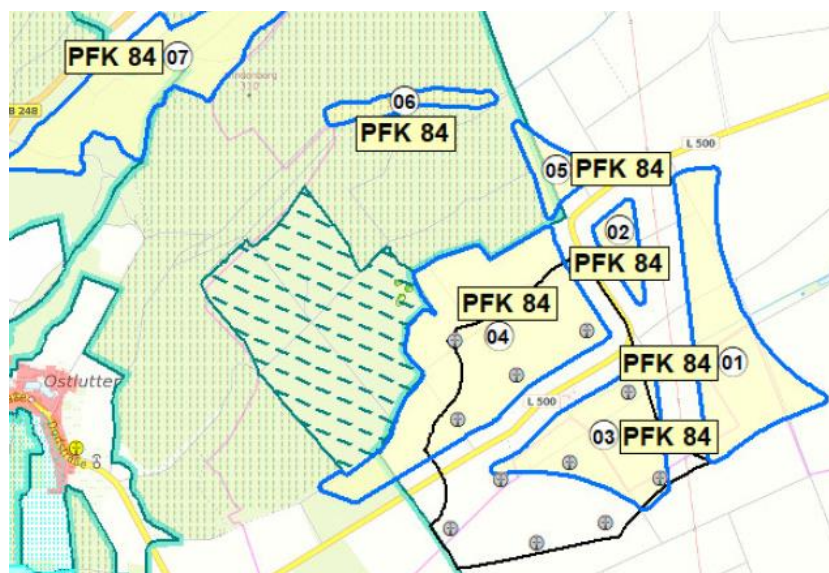 PFK 84 07
B 248
06
PFK 84
L 500
05 PFK 84
02
PFK 84
PFK 84
04
PFK 84 01
Ostlutter
L 500
03 PFK 84